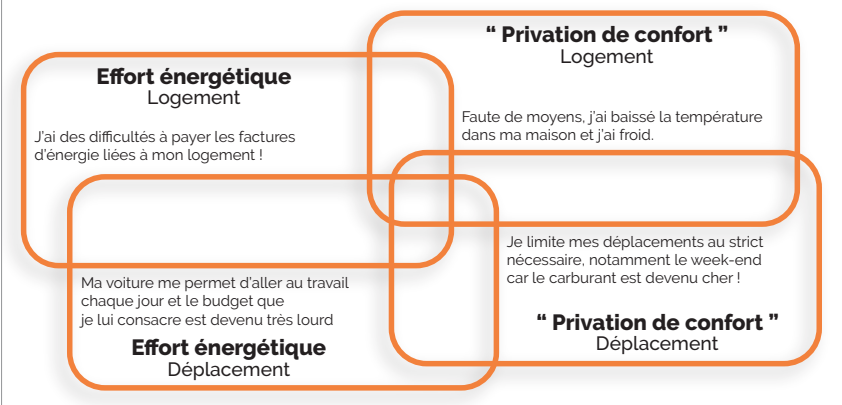 Effort énergétique
Logement
J'ai des difficultés à payer les factures
d'énergie liées à mon logement !
“ Privation de confort ”
Logement
Faute de moyens, j'ai baissé la température
dans ma maison et j'ai froid.
Ma voiture me permet d'aller au travail
chaque jour et le budget que
je lui consacre est devenu très lourd
Effort énergétique
Déplacement
Je limite mes déplacements au strict
nécessaire, notamment le week-end
car le carburant est devenu cher !
“ Privation de confort ”
Déplacement